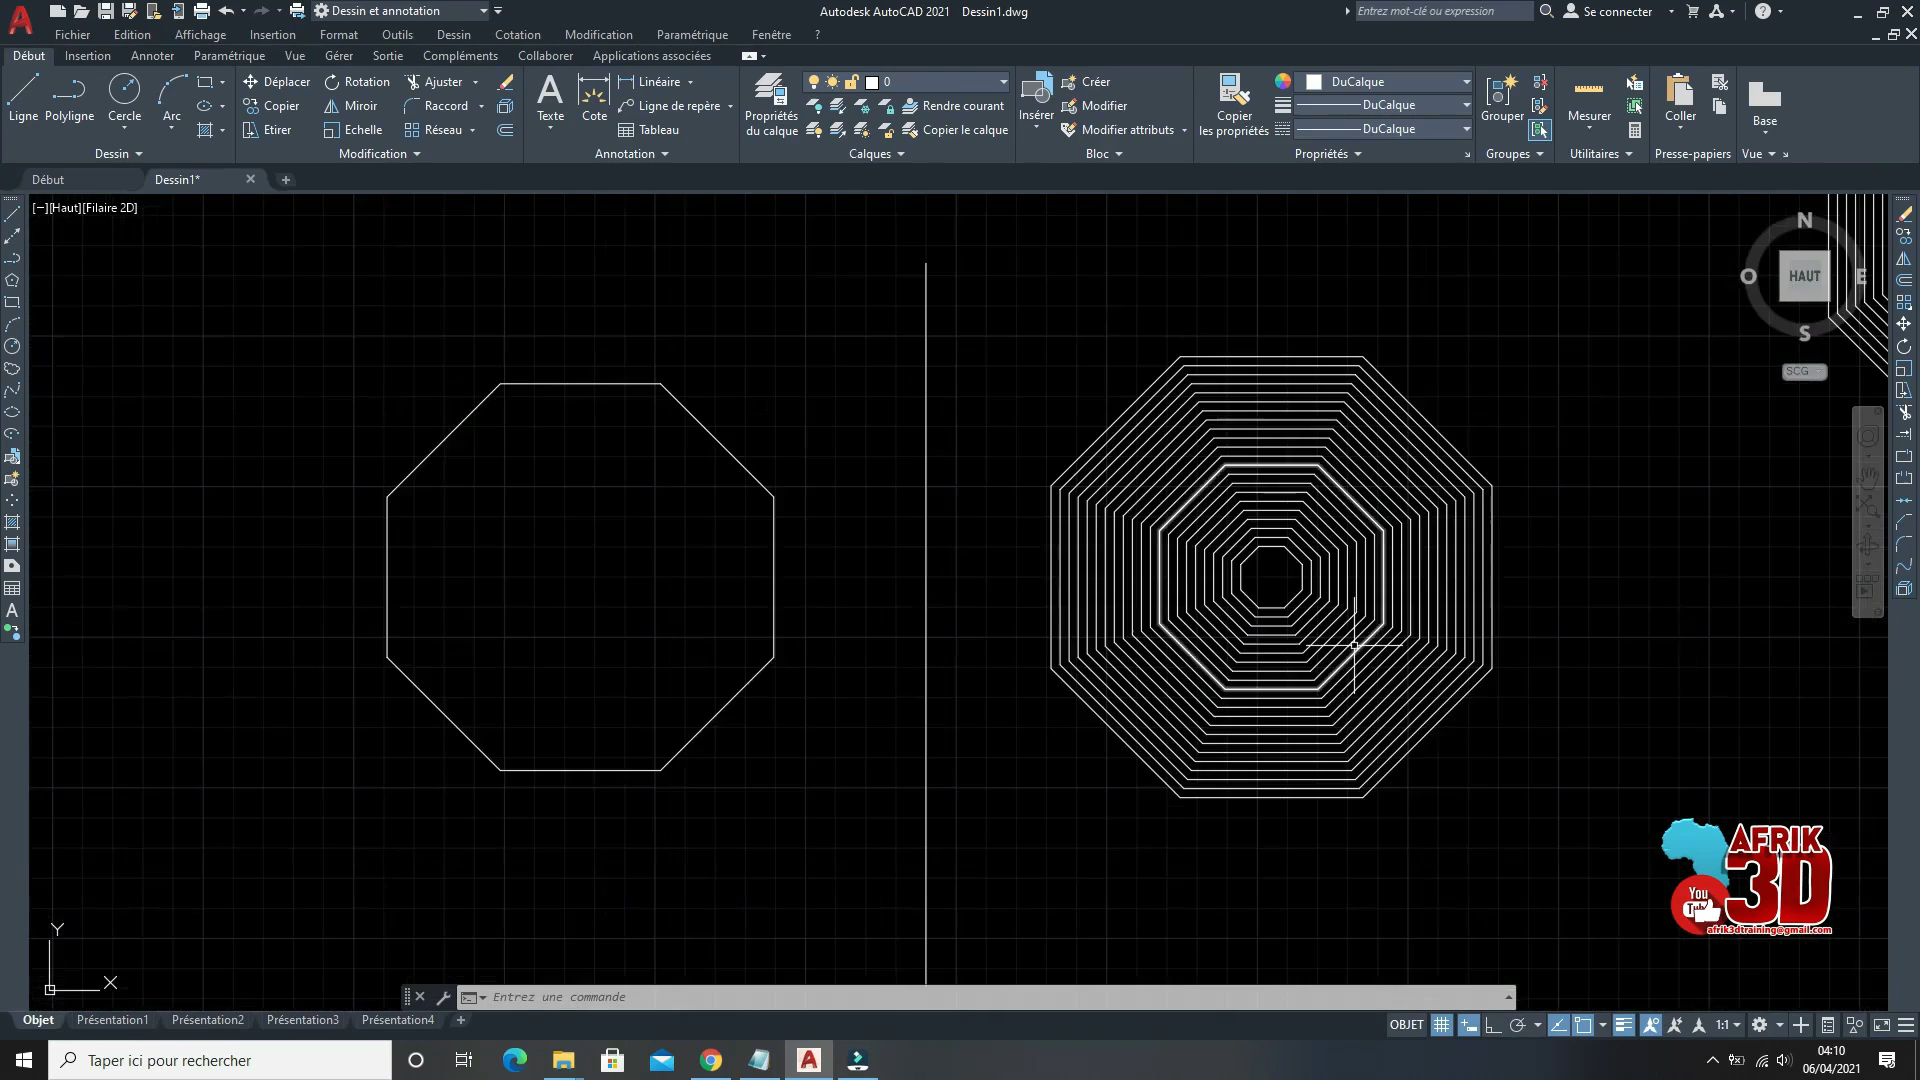 Dessin et annotation
Autodesk AutoCAD 2021 Dessin1.dwg
Entrez mot-clé ou expression
Se connecter
Fichier Edition Affichage Insertion Format Outils Dessin Cotation Modification Paramétrique Fenêtre ?
Début Insertion Annoter Paramétrique Vue Gérer Sortie Compléments Collaborer Applications associées
Ligne Polyligne Cercle Arc
Déplacer Rotation Ajuster
Copier Miroir Raccord
Etirer Echelle Réseau
Texte Cote
Linéaire
Ligne de repère
Tableau
Propriétés
du calque
0
Rendre courant
Copier le calque
Insérer
Créer
Modifier
Modifier attributs
Copier
les propriétés
DuCalque
DuCalque
DuCalque
Grouper
Mesurer
Coller
Base
Dessin Modification Annotation Calques Bloc Propriétés Groupes Utilitaires Presse-papiers Vue
Début Dessin1*
[−][Haut][Filaire 2D]
N
O HAUT E
S
SCG
AFRIK
3D
You
Tube
afrik3dtraining@gmail.com
Y
X
Entrez une commande
Objet Présentation1 Présentation2 Présentation3 Présentation4 +
OBJET 1:1
Taper ici pour rechercher
04:10
06/04/2021